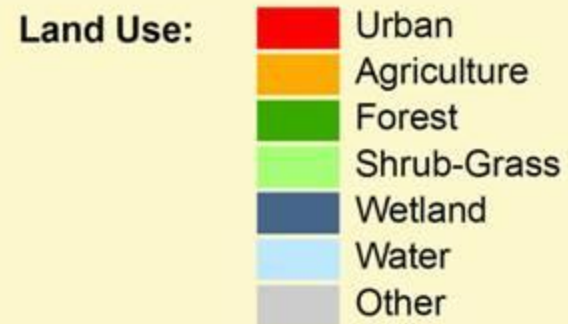 Land Use:
Urban
Agriculture
Forest
Shrub-Grass
Wetland
Water
Other